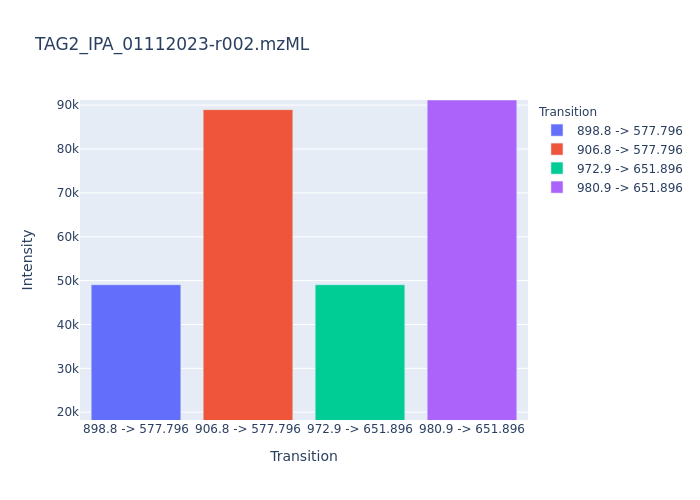 TAG2_IPA_01112023-r002.mzML
90k
80k
70k
60k
50k
40k
30k
20k
Intensity
898.8 -> 577.796 906.8 -> 577.796 972.9 -> 651.896 980.9 -> 651.896
Transition
Transition
898.8 -> 577.796
906.8 -> 577.796
972.9 -> 651.896
980.9 -> 651.896